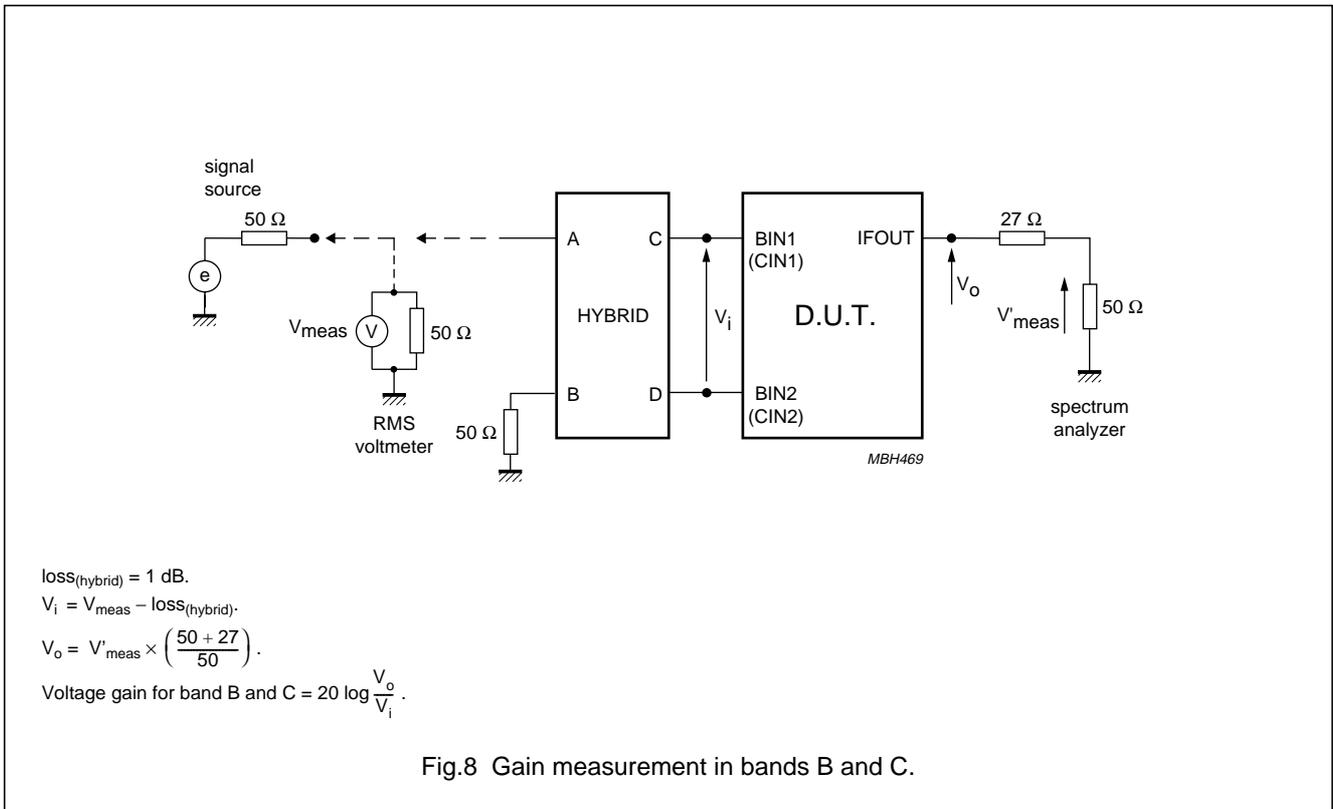 signal
source
50 Ω
e
Vmeas
V
50 Ω
RMS
voltmeter
50 Ω
A
B
C
D
HYBRID
Vi
BIN1
(CIN1)
IFOUT
D.U.T.
BIN2
(CIN2)
Vo
27 Ω
V'meas
50 Ω
spectrum
analyzer
MBH469
loss(hybrid) = 1 dB.
Vi = Vmeas − loss(hybrid).
Vo = V'meas × ( (50 + 27) / 50 ) .
Voltage gain for band B and C = 20 log Vo / Vi .
Fig.8 Gain measurement in bands B and C.